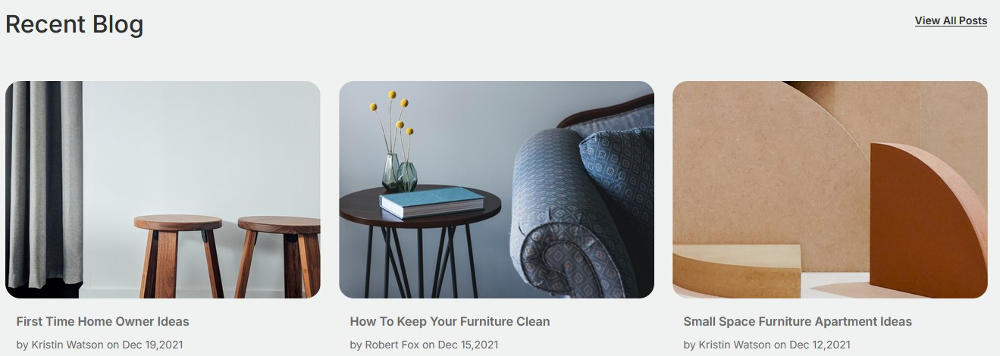 Recent Blog
View All Posts
First Time Home Owner Ideas
by Kristin Watson on Dec 19,2021
How To Keep Your Furniture Clean
by Robert Fox on Dec 15,2021
Small Space Furniture Apartment Ideas
by Kristin Watson on Dec 12,2021